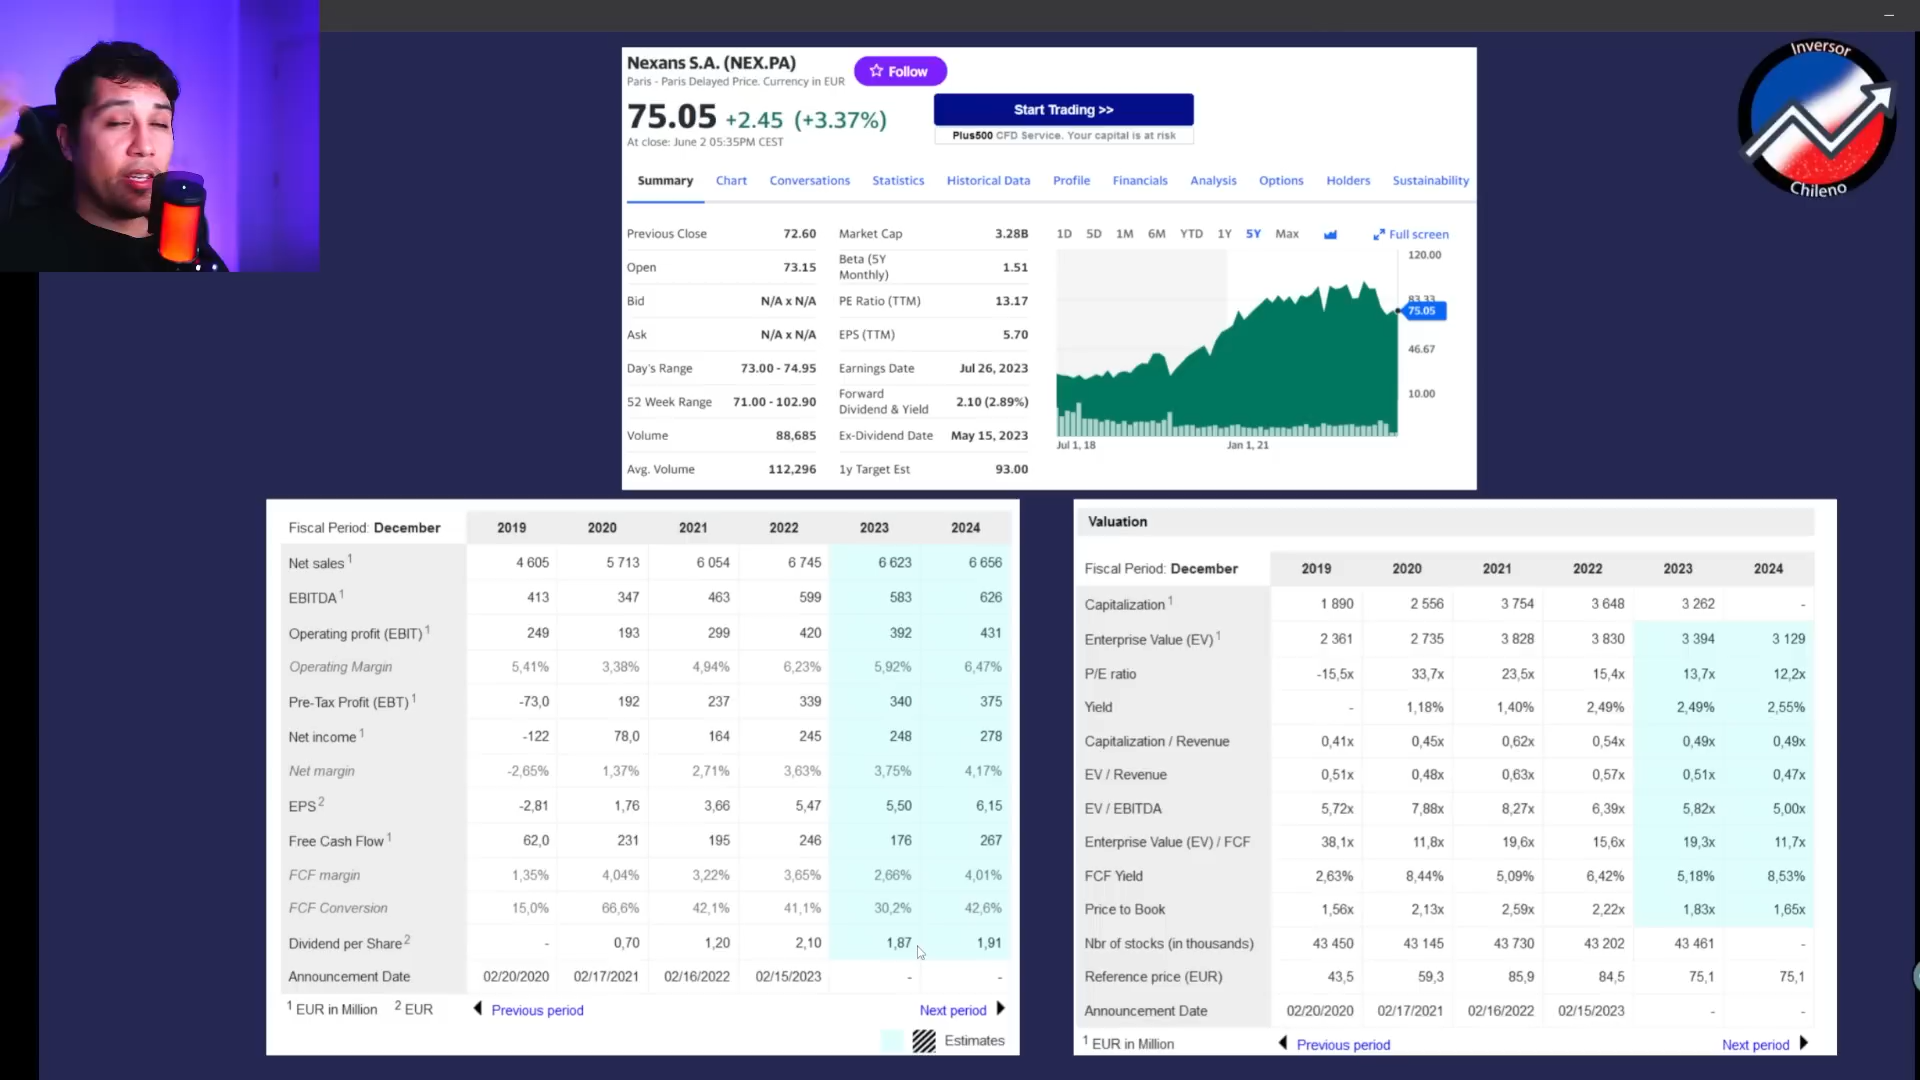 Inversor
Chileno
Nexans S.A. (NEX.PA)
Follow
Paris - Paris Delayed Price. Currency in EUR
75.05 +2.45 (+3.37%)
At close: June 2 05:35PM CEST
Start Trading >>
Plus500 CFD Service. Your capital is at risk
Summary Chart Conversations Statistics Historical Data Profile Financials Analysis Options Holders Sustainability
Previous Close 72.60
Open 73.15
Bid N/A x N/A
Ask N/A x N/A
Day's Range 73.00 - 74.95
52 Week Range 71.00 - 102.90
Volume 88,685
Avg. Volume 112,296
Market Cap 3.28B
Beta (5Y
Monthly) 1.51
PE Ratio (TTM) 13.17
EPS (TTM) 5.70
Earnings Date Jul 26, 2023
Forward
Dividend & Yield 2.10 (2.89%)
Ex-Dividend Date May 15, 2023
1y Target Est 93.00
1D 5D 1M 6M YTD 1Y 5Y Max Full screen
120.00
83.33
75.05
46.67
10.00
Jul 1, 18 Jan 1, 21
Fiscal Period: December 2019 2020 2021 2022 2023 2024
Net sales 1 4 605 5 713 6 054 6 745 6 623 6 656
EBITDA 1 413 347 463 599 583 626
Operating profit (EBIT) 1 249 193 299 420 392 431
Operating Margin 5,41% 3,38% 4,94% 6,23% 5,92% 6,47%
Pre-Tax Profit (EBT) 1 -73,0 192 237 339 340 375
Net income 1 -122 78,0 164 245 248 278
Net margin -2,65% 1,37% 2,71% 3,63% 3,75% 4,17%
EPS 2 -2,81 1,76 3,66 5,47 5,50 6,15
Free Cash Flow 1 62,0 231 195 246 176 267
FCF margin 1,35% 4,04% 3,22% 3,65% 2,66% 4,01%
FCF Conversion 15,0% 66,6% 42,1% 41,1% 30,2% 42,6%
Dividend per Share 2 - 0,70 1,20 2,10 1,87 1,91
Announcement Date 02/20/2020 02/17/2021 02/16/2022 02/15/2023 - -
1 EUR in Million 2 EUR Previous period Next period
Estimates
Valuation
Fiscal Period: December 2019 2020 2021 2022 2023 2024
Capitalization 1 1 890 2 556 3 754 3 648 3 262 -
Enterprise Value (EV) 1 2 361 2 735 3 828 3 830 3 394 3 129
P/E ratio -15,5x 33,7x 23,5x 15,4x 13,7x 12,2x
Yield - 1,18% 1,40% 2,49% 2,49% 2,55%
Capitalization / Revenue 0,41x 0,45x 0,62x 0,54x 0,49x 0,49x
EV / Revenue 0,51x 0,48x 0,63x 0,57x 0,51x 0,47x
EV / EBITDA 5,72x 7,88x 8,27x 6,39x 5,82x 5,00x
Enterprise Value (EV) / FCF 38,1x 11,8x 19,6x 15,6x 19,3x 11,7x
FCF Yield 2,63% 8,44% 5,09% 6,42% 5,18% 8,53%
Price to Book 1,56x 2,13x 2,59x 2,22x 1,83x 1,65x
Nbr of stocks (in thousands) 43 450 43 145 43 730 43 202 43 461 -
Reference price (EUR) 43,5 59,3 85,9 84,5 75,1 75,1
Announcement Date 02/20/2020 02/17/2021 02/16/2022 02/15/2023 - -
1 EUR in Million Previous period Next period